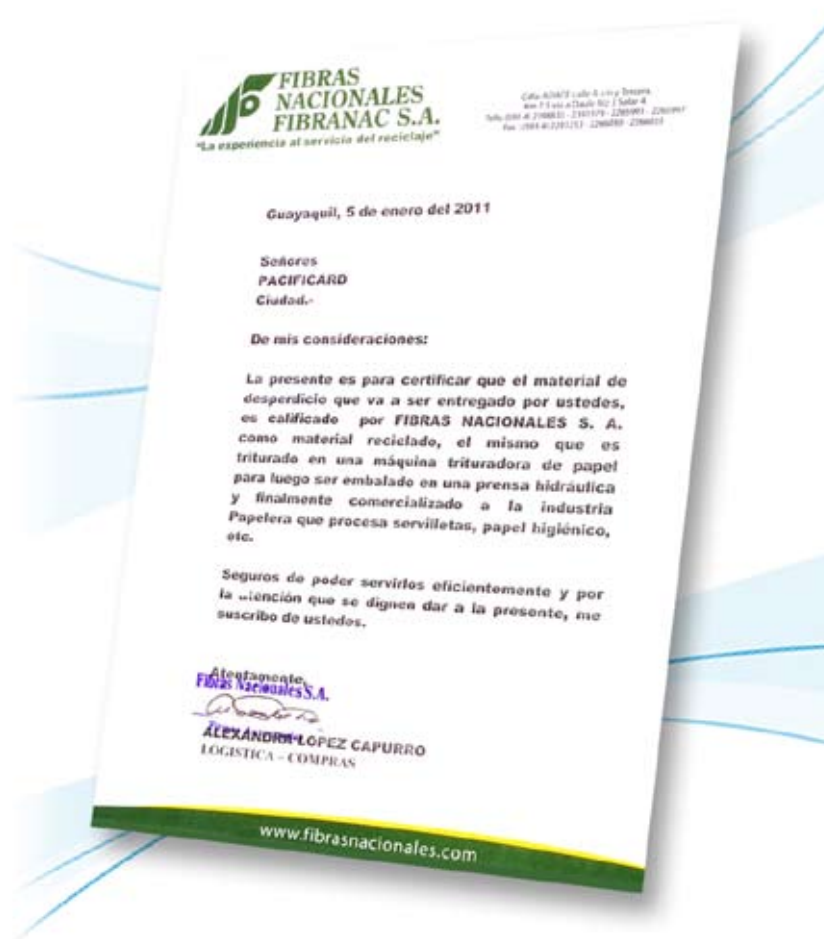 FIBRAS
NACIONALES
FIBRANAC S.A.
"La experiencia al servicio del reciclaje"
Guayaquil, 5 de enero del 2011
Señores
PACIFICARD
Ciudad.-
De mis consideraciones:
La presente es para certificar que el material de
desperdicio que va a ser entregado por ustedes,
es calificado por FIBRAS NACIONALES S. A.
como material reciclado, el mismo que es
triturado en una máquina trituradora de papel
para luego ser embalado en una prensa hidráulica
y finalmente comercializado a la industria
Papelera que procesa servilletas, papel higiénico,
etc.
Seguros de poder servirlos eficientemente y por
la atención que se dignen dar a la presente, me
suscribo de ustedes.
Atentamente,
Fibras Nacionales S.A.
ALEXANDRA LOPEZ CAPURRO
LOGISTICA – COMPRAS
www.fibrasnacionales.com